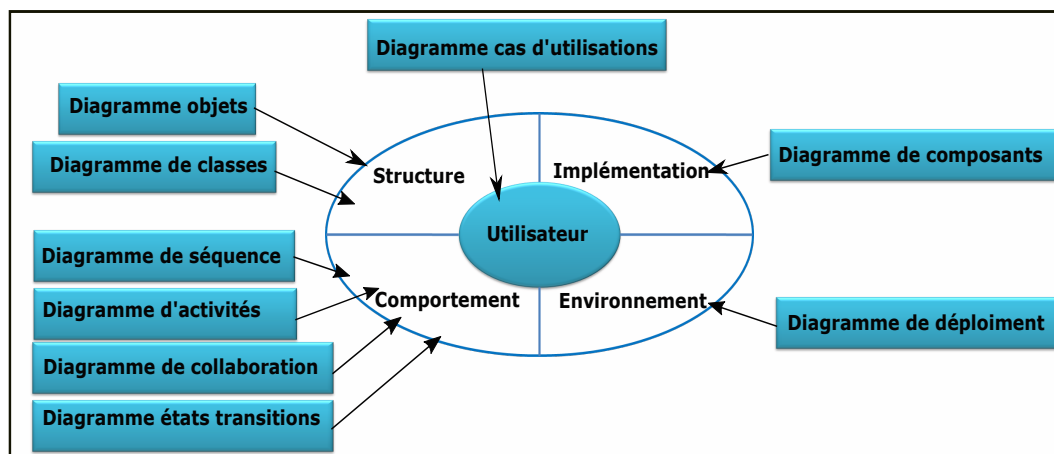 Diagramme cas d'utilisations
Diagramme objets
Diagramme de classes
Diagramme de composants
Structure
Implémentation
Utilisateur
Diagramme de séquence
Diagramme d'activités
Comportement
Environnement
Diagramme de déploiment
Diagramme de collaboration
Diagramme états transitions